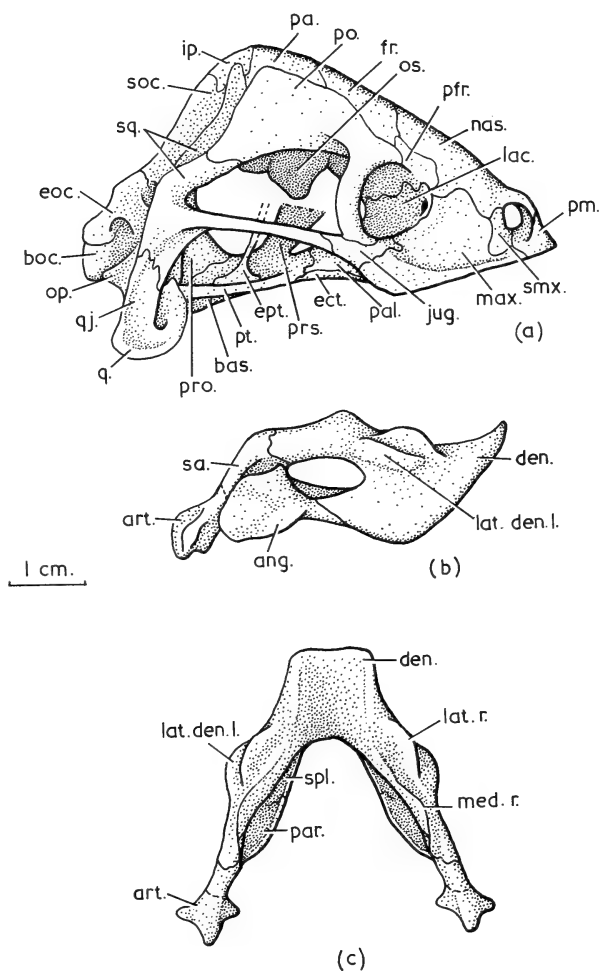 pa.
po.
fr.
ip.
os.
soc.
pfr.
sq.
nas.
lac.
eoc.
pm.
boc.
op.
smx.
qj.
max.
ect.
pal.
jug.
ept.
(a)
pt.
prs.
q.
bas.
pro.
sa.
den.
art.
lat. den. l.
ang.
(b)
1 cm.
den.
lat. den. l.
lat. r.
spl.
med. r.
par.
art.
(c)